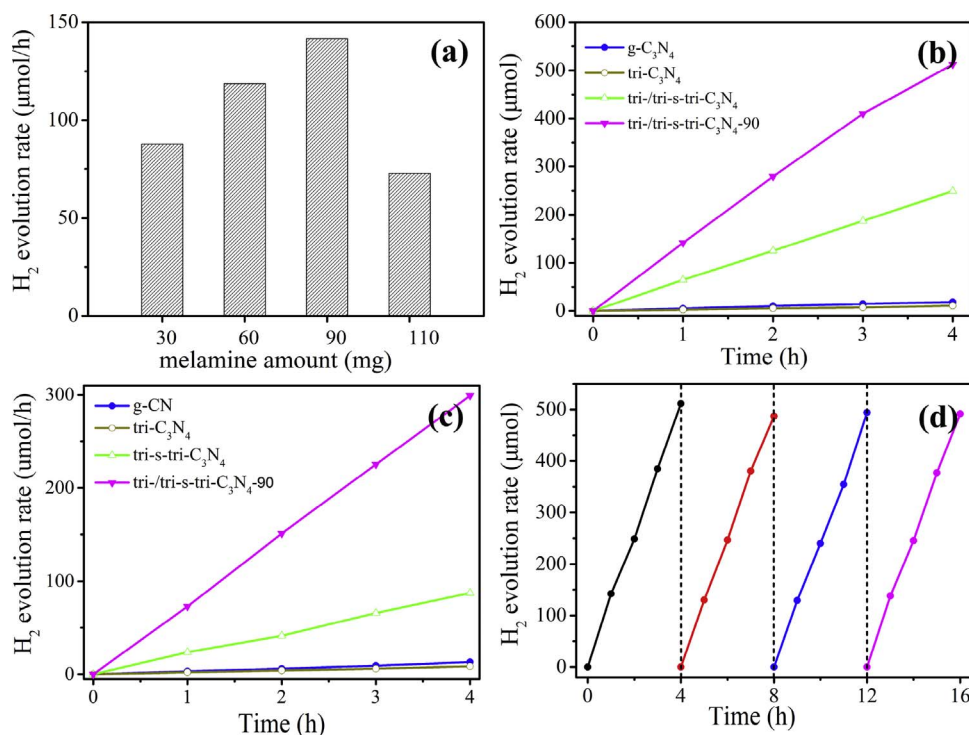 (a)
H₂ evolution rate (μmol/h)
150
100
50
0
30 60 90 110
melamine amount (mg)
(b)
H₂ evolution rate (μmol)
600
500
400
300
200
100
0
g-C₃N₄
tri-C₃N₄
tri-/tri-s-tri-C₃N₄
tri-/tri-s-tri-C₃N₄-90
0 1 2 3 4
Time (h)
(c)
H₂ evolution rate (umol/h)
300
200
100
0
g-CN
tri-C₃N₄
tri-s-tri-C₃N₄
tri-/tri-s-tri-C₃N₄-90
0 1 2 3 4
Time (h)
(d)
H₂ evolution rate (μmol)
500
400
300
200
100
0
0 4 8 12 16
Time (h)